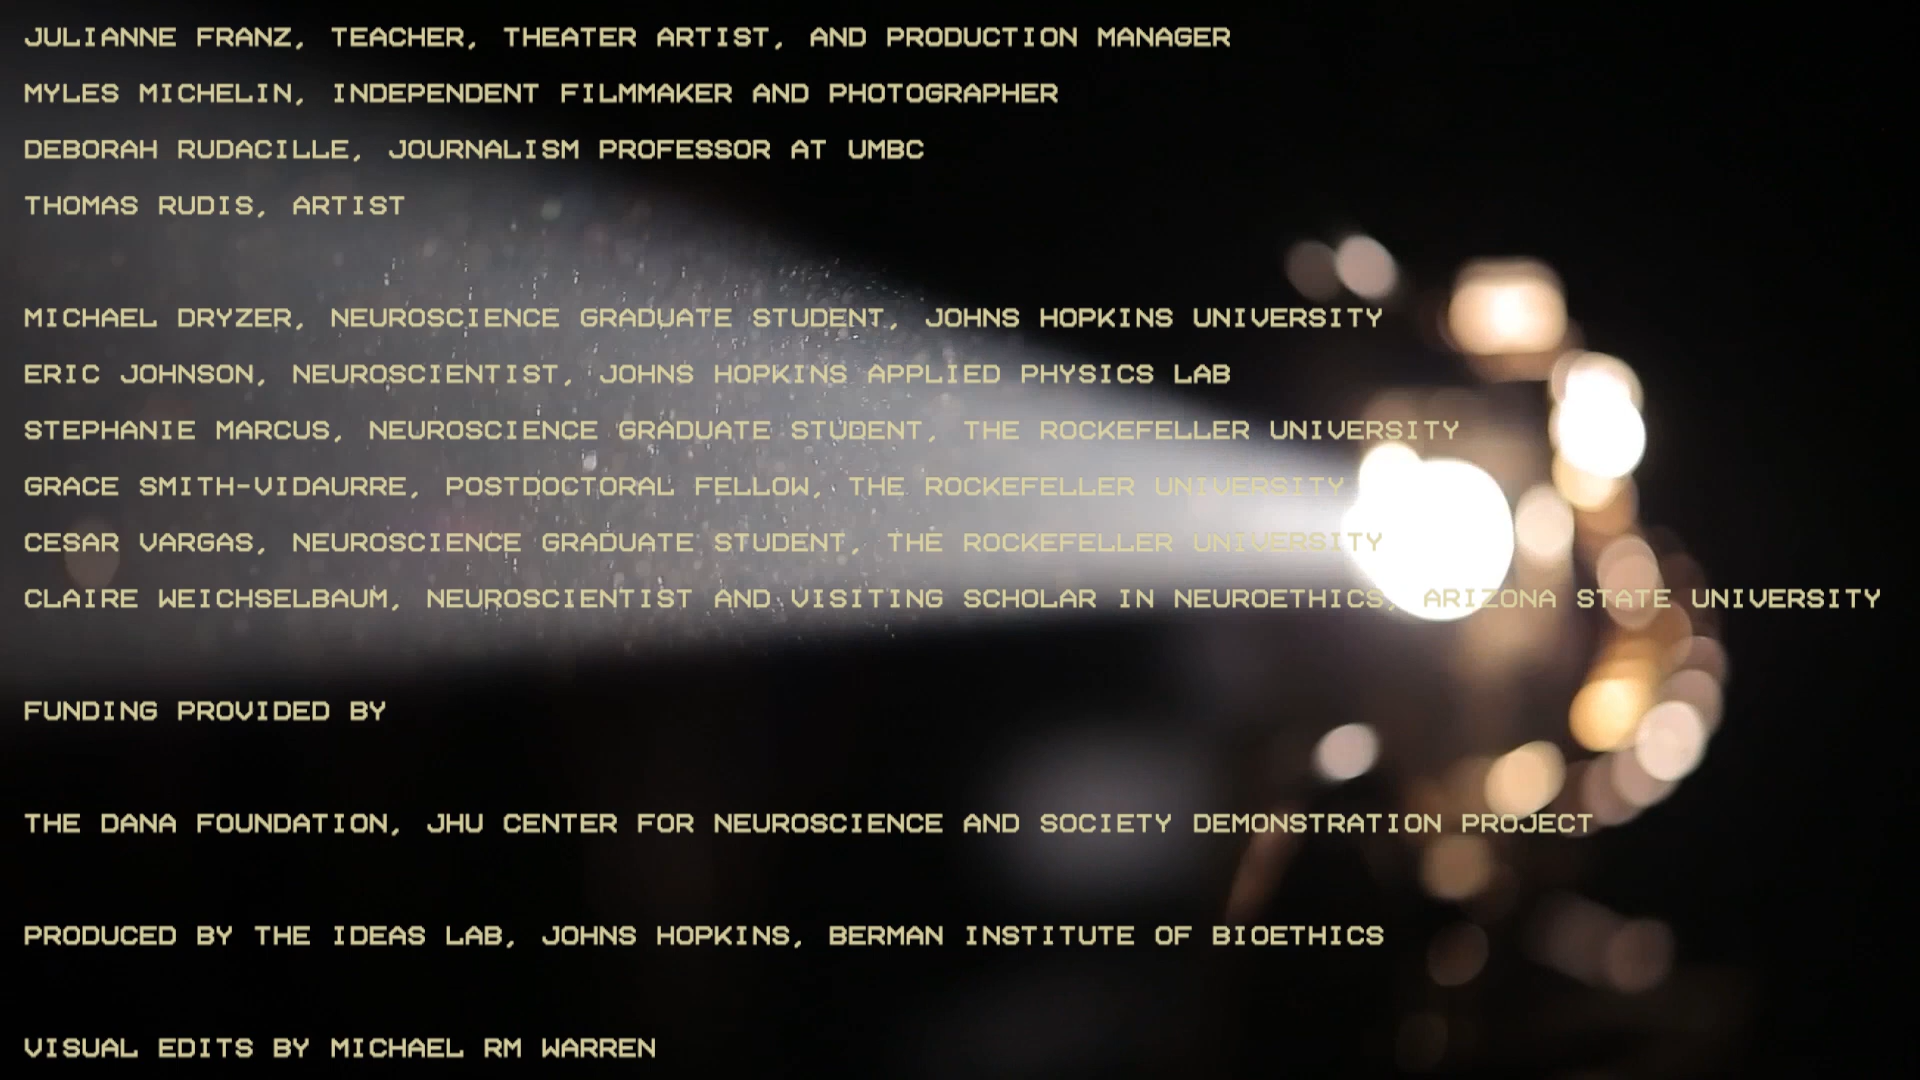 JULIANNE FRANZ, TEACHER, THEATER ARTIST, AND PRODUCTION MANAGER
MYLES MICHELIN, INDEPENDENT FILMMAKER AND PHOTOGRAPHER
DEBORAH RUDACILLE, JOURNALISM PROFESSOR AT UMBC
THOMAS RUDIS, ARTIST
MICHAEL DRYZER, NEUROSCIENCE GRADUATE STUDENT, JOHNS HOPKINS UNIVERSITY
ERIC JOHNSON, NEUROSCIENTIST, JOHNS HOPKINS APPLIED PHYSICS LAB
STEPHANIE MARCUS, NEUROSCIENCE GRADUATE STUDENT, THE ROCKEFELLER UNIVERSITY
GRACE SMITH-VIDAURRE, POSTDOCTORAL FELLOW, THE ROCKEFELLER UNIVERSITY
CESAR VARGAS, NEUROSCIENCE GRADUATE STUDENT, THE ROCKEFELLER UNIVERSITY
CLAIRE WEICHSELBAUM, NEUROSCIENTIST AND VISITING SCHOLAR IN NEUROETHICS, ARIZONA STATE UNIVERSITY
FUNDING PROVIDED BY
THE DANA FOUNDATION, JHU CENTER FOR NEUROSCIENCE AND SOCIETY DEMONSTRATION PROJECT
PRODUCED BY THE IDEAS LAB, JOHNS HOPKINS, BERMAN INSTITUTE OF BIOETHICS
VISUAL EDITS BY MICHAEL RM WARREN